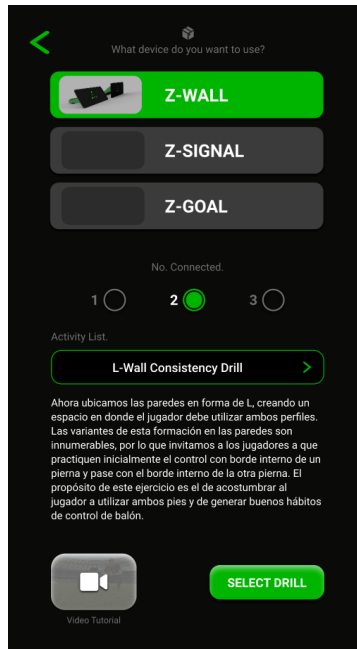 What device do you want to use?
Z-WALL
Z-SIGNAL
Z-GOAL
No. Connected.
1 2 3
Activity List.
L-Wall Consistency Drill
Ahora ubicamos las paredes en forma de L, creando un
espacio en donde el jugador debe utilizar ambos perfiles.
Las variantes de esta formación en las paredes son
innumerables, por lo que invitamos a los jugadores a que
practiquen inicialmente el control con borde interno de un
pierna y pase con el borde interno de la otra pierna. El
propósito de este ejercicio es el de acostumbrar al
jugador a utilizar ambos pies y de generar buenos hábitos
de control de balón.
SELECT DRILL
Video Tutorial